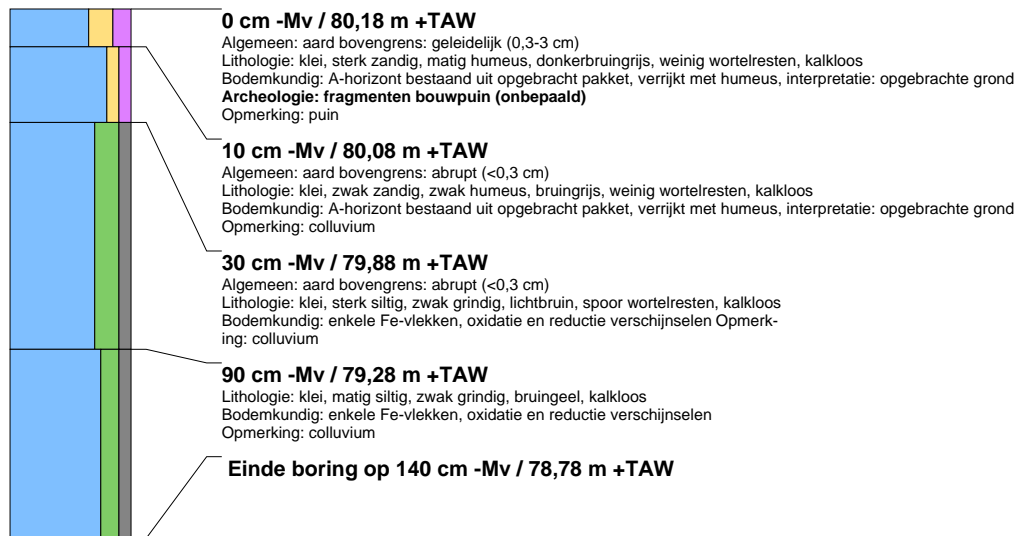 0 cm -Mv / 80,18 m +TAW
Algemeen: aard bovengrens: geleidelijk (0,3-3 cm)
Lithologie: klei, sterk zandig, matig humeus, donkerbruingrijs, weinig wortelresten, kalkloos
Bodemkundig: A-horizont bestaand uit opgebracht pakket, verrijkt met humeus, interpretatie: opgebrachte grond
Archeologie: fragmenten bouwpuin (onbepaald)
Opmerking: puin
10 cm -Mv / 80,08 m +TAW
Algemeen: aard bovengrens: abrupt (<0,3 cm)
Lithologie: klei, zwak zandig, zwak humeus, bruingrijs, weinig wortelresten, kalkloos
Bodemkundig: A-horizont bestaand uit opgebracht pakket, verrijkt met humeus, interpretatie: opgebrachte grond
Opmerking: colluvium
30 cm -Mv / 79,88 m +TAW
Algemeen: aard bovengrens: abrupt (<0,3 cm)
Lithologie: klei, sterk siltig, zwak grindig, lichtbruin, spoor wortelresten, kalkloos
Bodemkundig: enkele Fe-vlekken, oxidatie en reductie verschijnselen Opmerk-
ing: colluvium
90 cm -Mv / 79,28 m +TAW
Lithologie: klei, matig siltig, zwak grindig, bruingeel, kalkloos
Bodemkundig: enkele Fe-vlekken, oxidatie en reductie verschijnselen
Opmerking: colluvium
Einde boring op 140 cm -Mv / 78,78 m +TAW